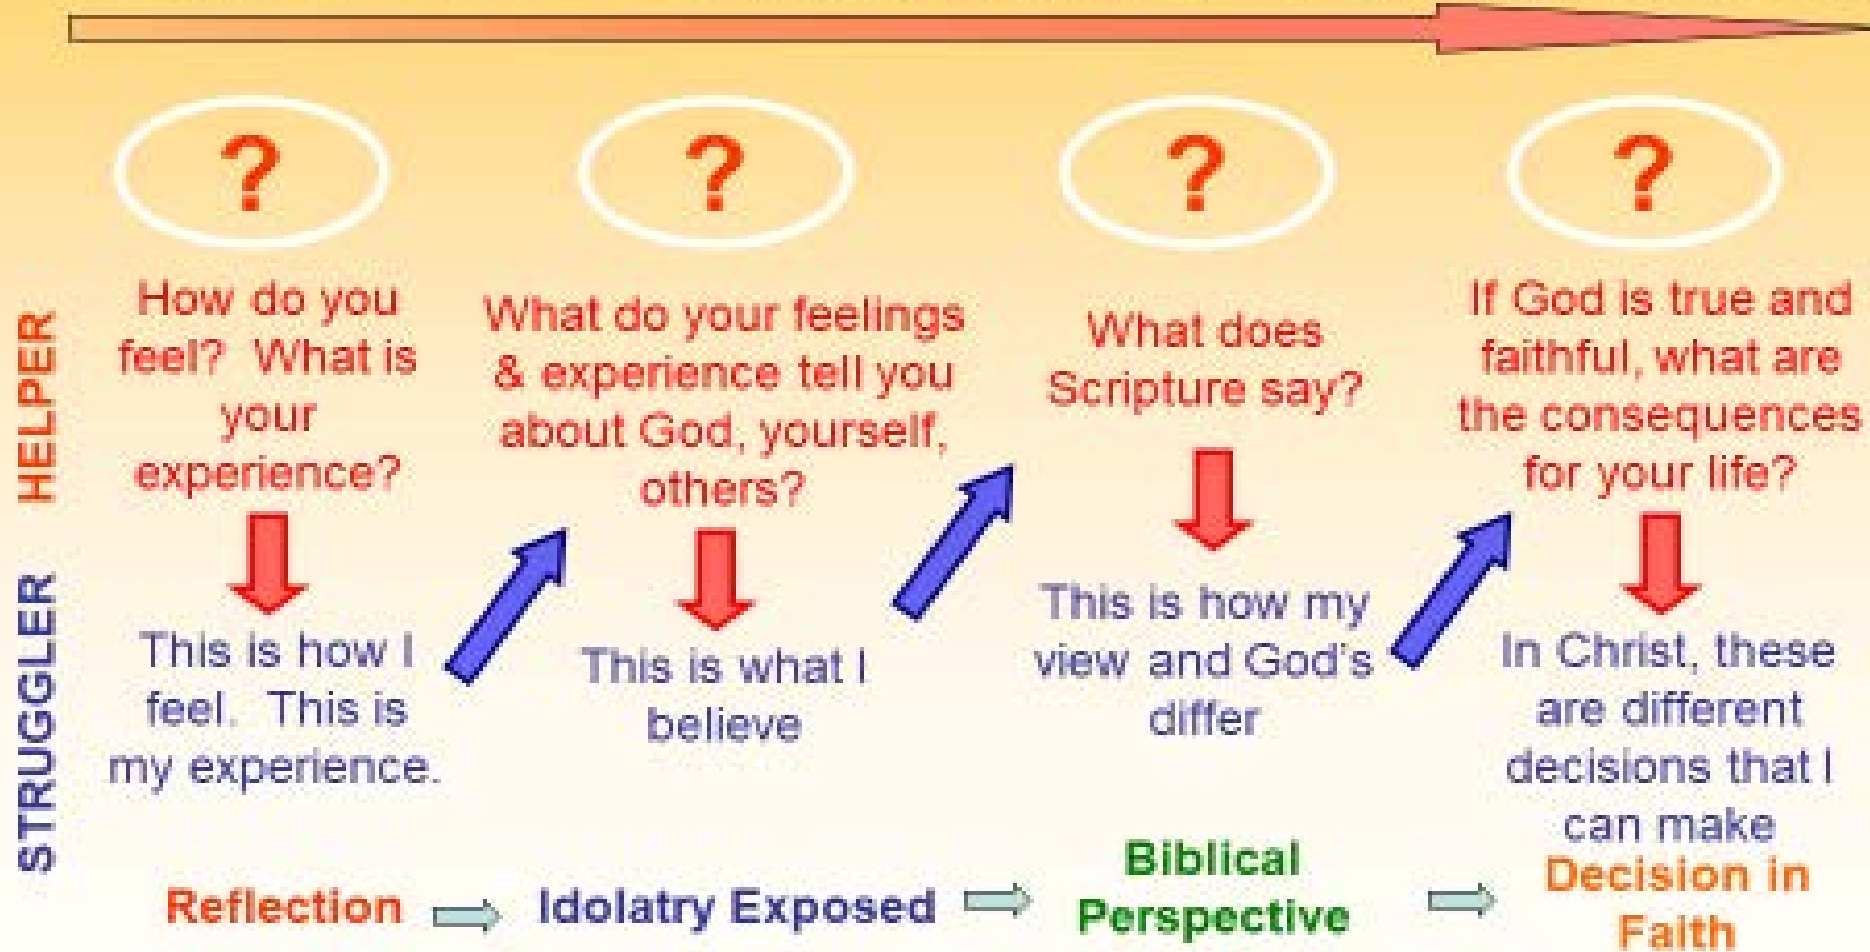 ?
?
?
?
HELPER
How do you
feel?  What is
your
experience?
What do your feelings
& experience tell you
about God, yourself,
others?
What does
Scripture say?
If God is true and
faithful, what are
the consequences
for your life?
STRUGGLER
This is how I
feel.  This is
my experience.
This is what I
believe
This is how my
view and God's
differ
In Christ, these
are different
decisions that I
can make
Reflection
Idolatry Exposed
Biblical
Perspective
Decision in
Faith